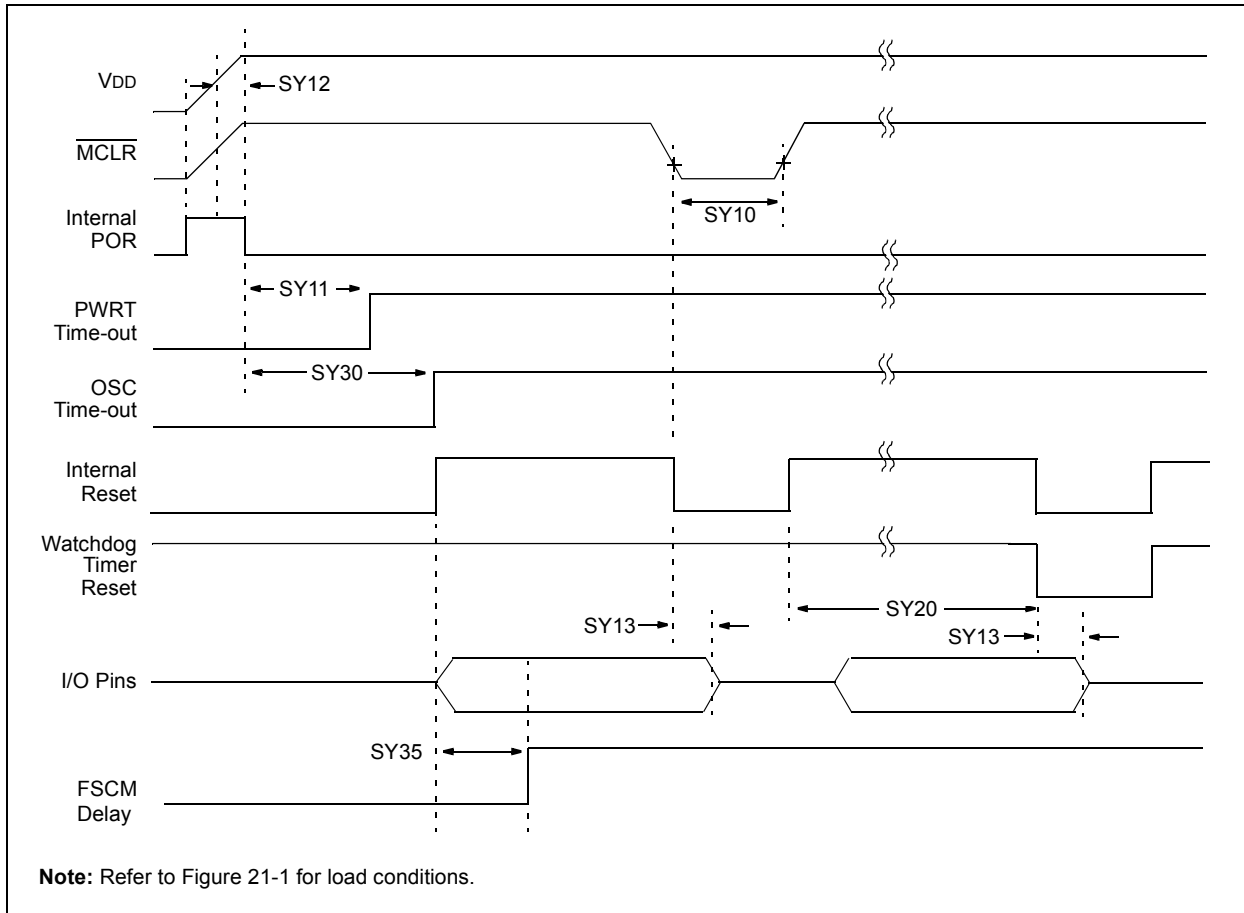 VDD
SY12
MCLR
SY10
Internal
POR
SY11
PWRT
Time-out
SY30
OSC
Time-out
Internal
Reset
Watchdog
Timer
Reset
SY20
SY13
SY13
I/O Pins
SY35
FSCM
Delay
Note: Refer to Figure 21-1 for load conditions.